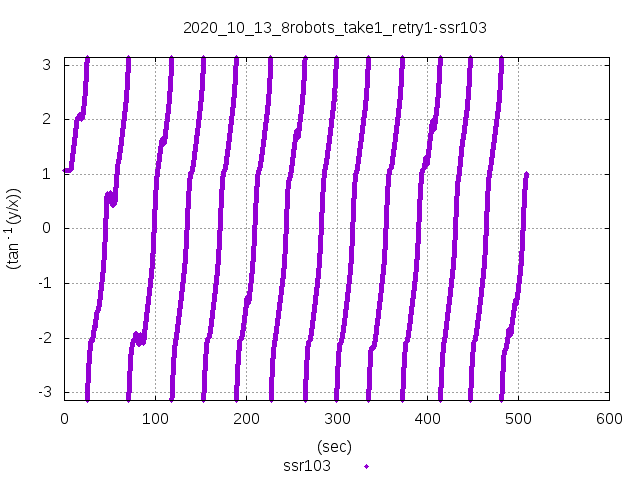 2020_10_13_8robots_take1_retry1-ssr103
3
2
1
0
-1
-2
-3
(tan-1(y/x))
0 100 200 300 400 500 600
(sec)
ssr103